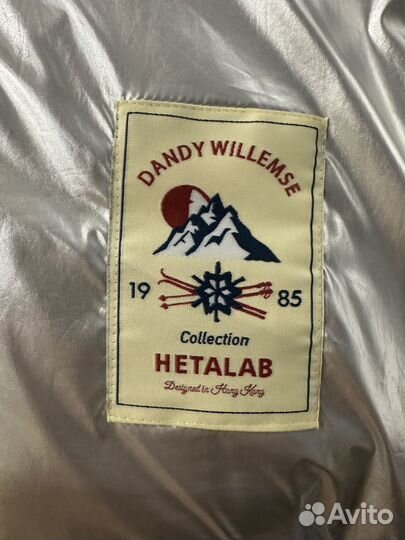 DANDY WILLEMSE
19 85
Collection
HETALAB
Designed in Hong Kong
Avito